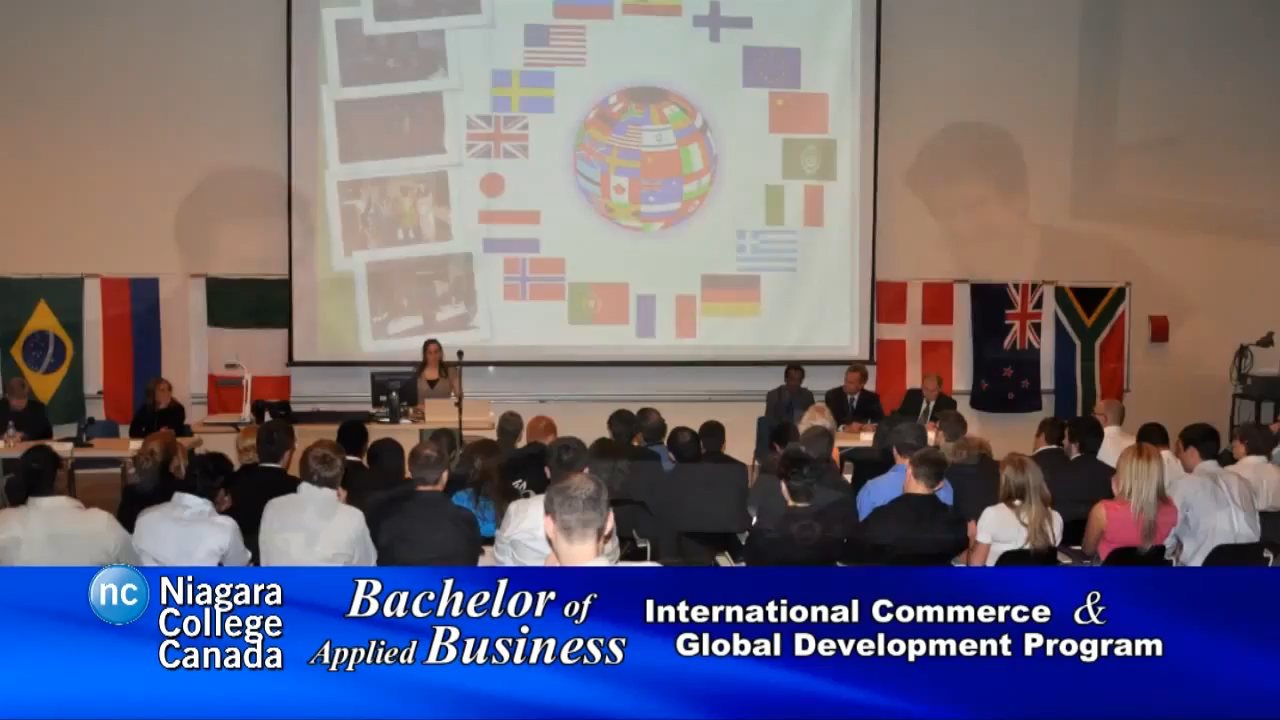 nc
Niagara
College
Canada
Bachelor of
Applied Business
International Commerce &
Global Development Program